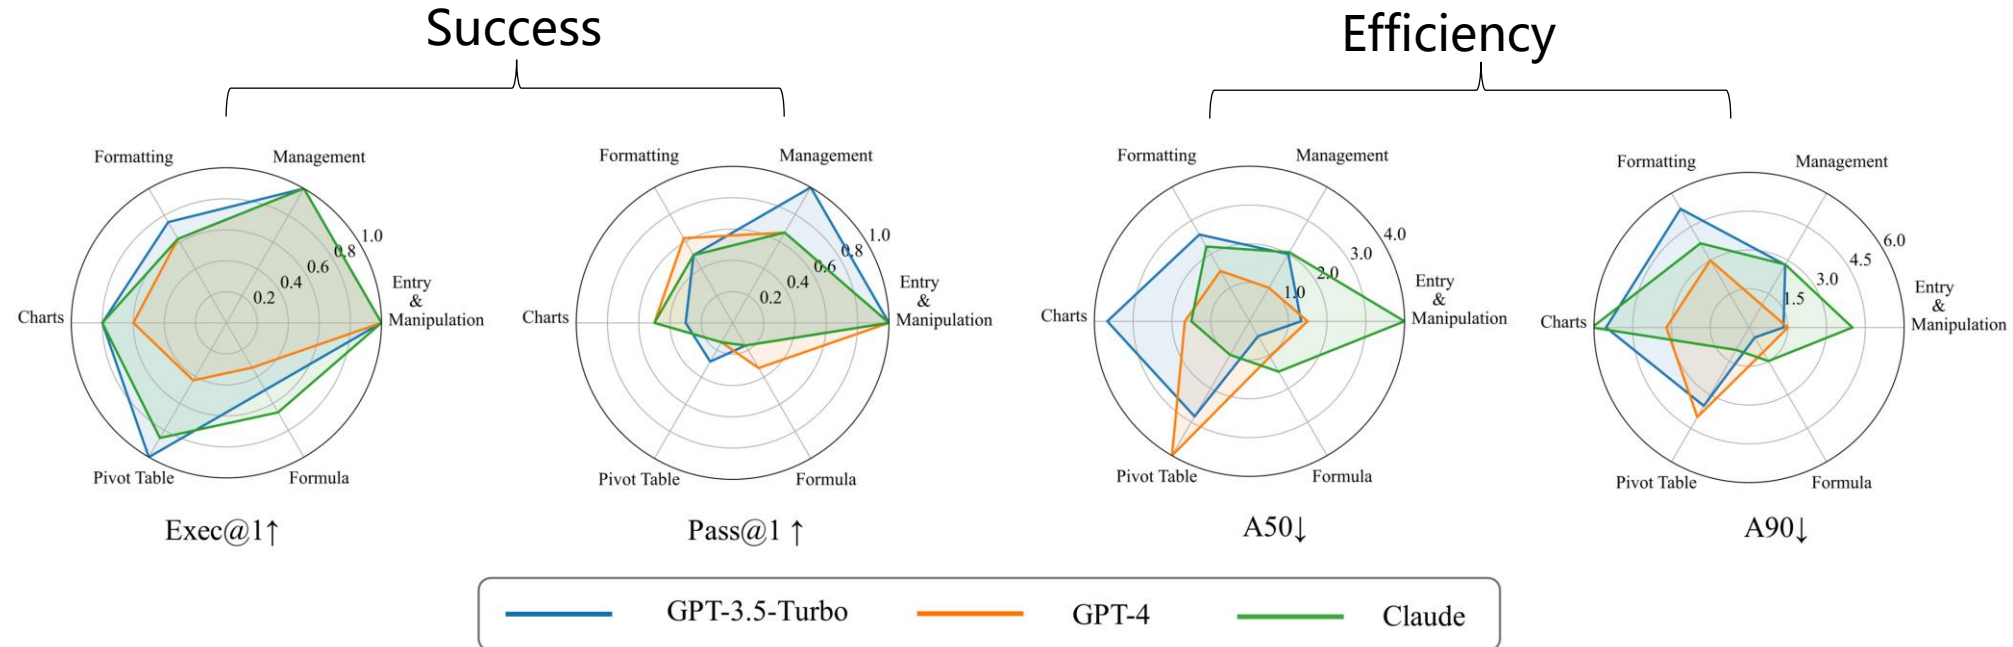 Success
Efficiency
Formatting
Management
1.0
0.8
0.6
0.4
0.2
Entry
&
Manipulation
Charts
Pivot Table
Formula
Exec@1↑
Formatting
Management
1.0
0.8
0.6
0.4
0.2
Entry
&
Manipulation
Charts
Pivot Table
Formula
Pass@1 ↑
Formatting
Management
4.0
3.0
2.0
1.0
Entry
&
Manipulation
Charts
Pivot Table
Formula
A50↓
Formatting
Management
6.0
4.5
3.0
1.5
Entry
&
Manipulation
Charts
Pivot Table
Formula
A90↓
GPT-3.5-Turbo
GPT-4
Claude